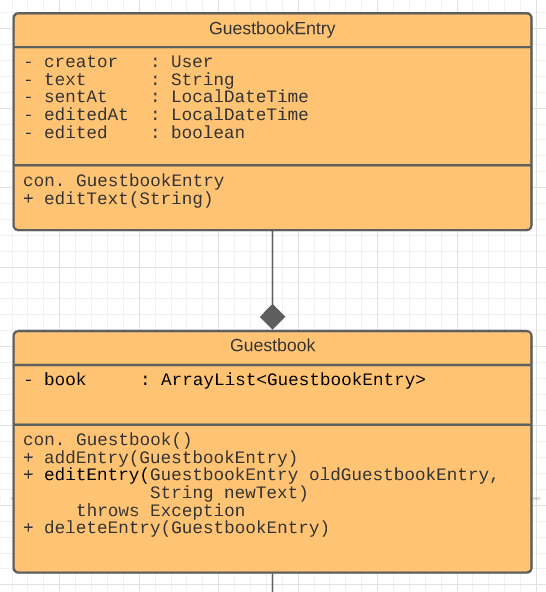 GuestbookEntry
- creator : User
- text : String
- sentAt : LocalDateTime
- editedAt : LocalDateTime
- edited : boolean
con. GuestbookEntry
+ editText(String)
Guestbook
- book : ArrayList<GuestbookEntry>
con. Guestbook()
+ addEntry(GuestbookEntry)
+ editEntry(GuestbookEntry oldGuestbookEntry,
String newText)
throws Exception
+ deleteEntry(GuestbookEntry)